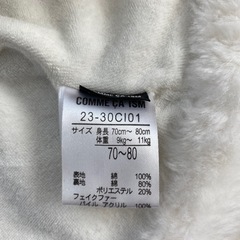 COMME ÇA ISM
23-30CI01
サイズ 身長 70cm～ 80cm
体重 9kg～ 11kg
70～80
表地 綿 100%
裏地 綿 80%
ポリエステル 20%
フェイクファー
パイル アクリル 100%